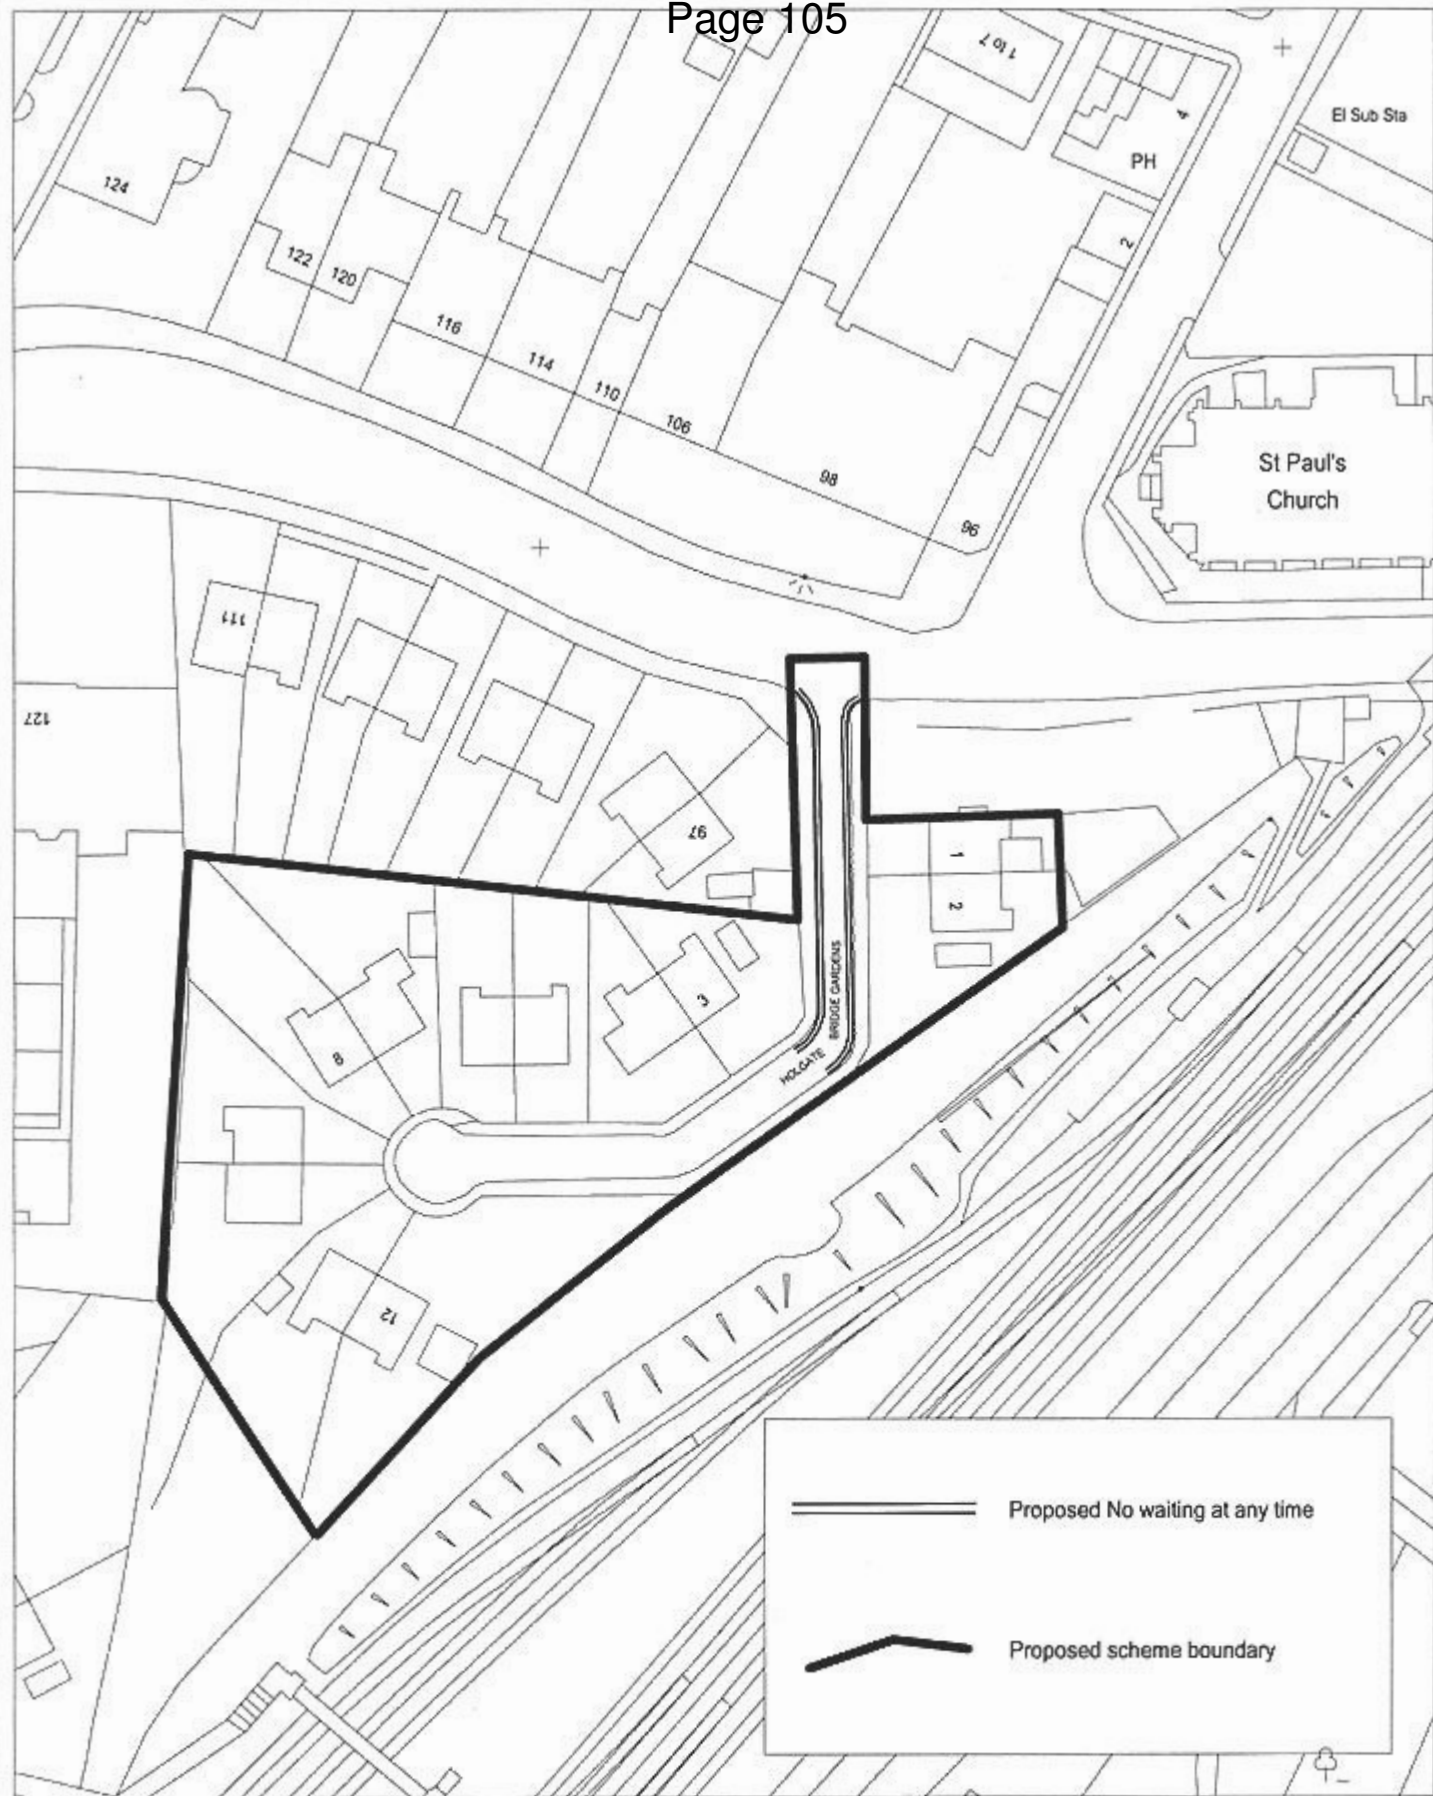 Page 105
1 to 7
4
PH
El Sub Sta
124
2
122
120
116
114
110
106
98
96
St Paul's
Church
111
127
97
1
2
3
8
HOLGATE BRIDGE GARDENS
12
Proposed No waiting at any time
Proposed scheme boundary